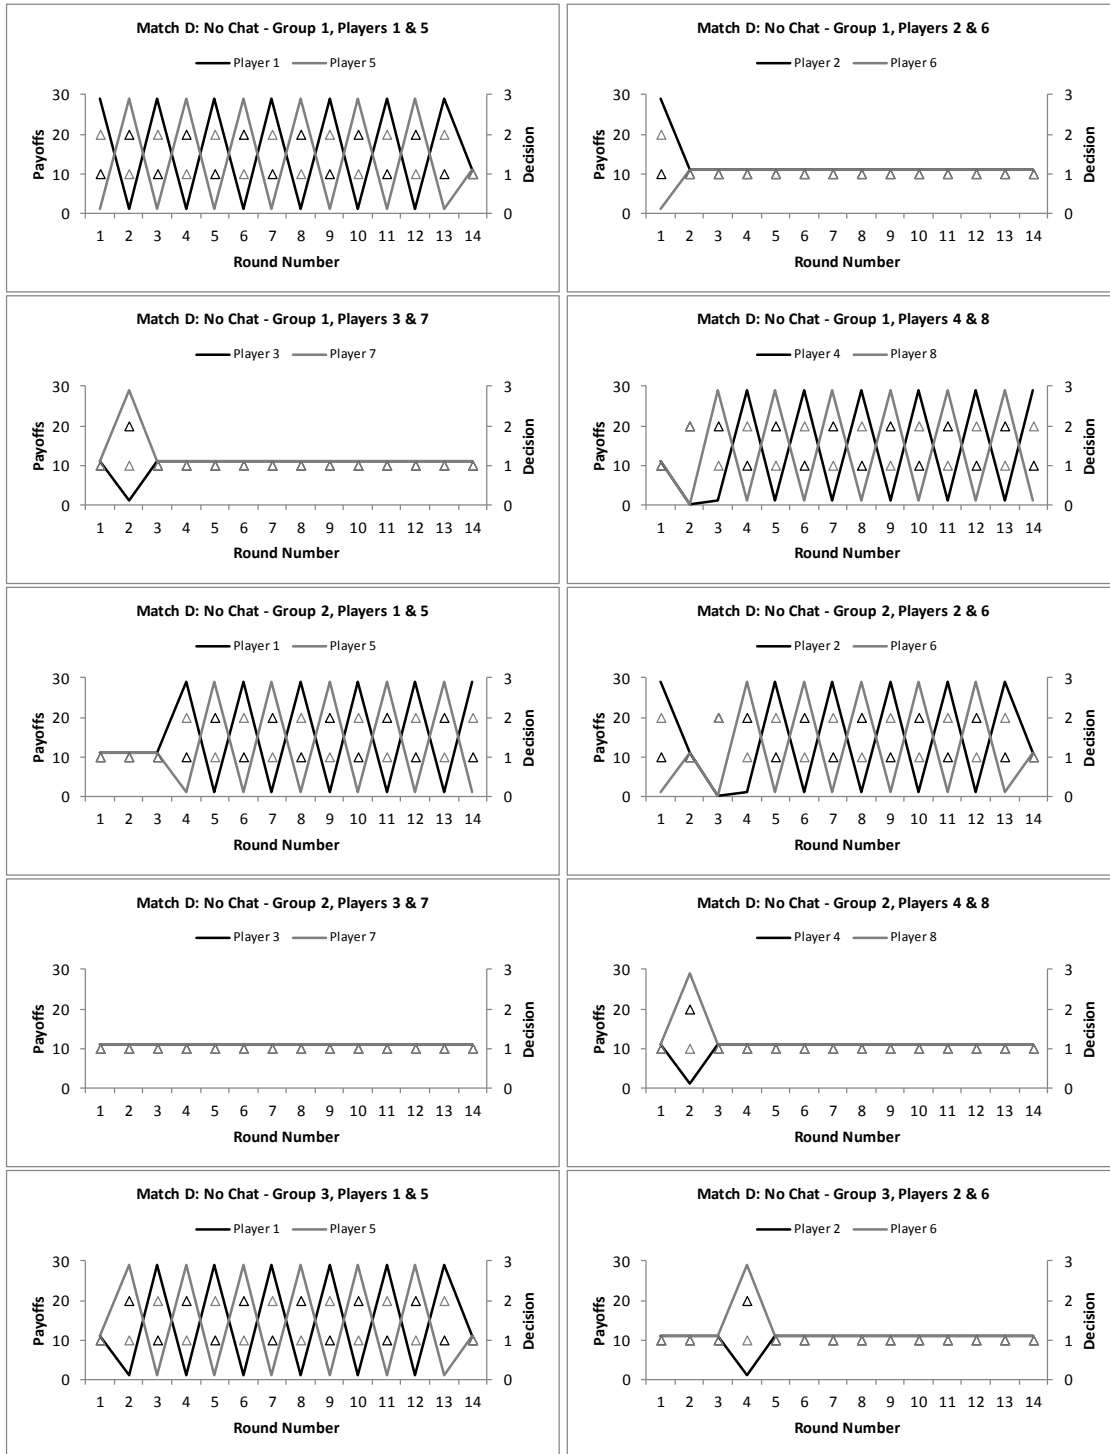 Match D: No Chat - Group 1, Players 1 & 5
Player 1 Player 5
30 3
20 2
10 1
0 0
Payoffs
Decision
1 2 3 4 5 6 7 8 9 10 11 12 13 14
Round Number
Match D: No Chat - Group 1, Players 2 & 6
Player 2 Player 6
30 3
20 2
10 1
0 0
Payoffs
Decision
1 2 3 4 5 6 7 8 9 10 11 12 13 14
Round Number
Match D: No Chat - Group 1, Players 3 & 7
Player 3 Player 7
30 3
20 2
10 1
0 0
Payoffs
Decision
1 2 3 4 5 6 7 8 9 10 11 12 13 14
Round Number
Match D: No Chat - Group 1, Players 4 & 8
Player 4 Player 8
30 3
20 2
10 1
0 0
Payoffs
Decision
1 2 3 4 5 6 7 8 9 10 11 12 13 14
Round Number
Match D: No Chat - Group 2, Players 1 & 5
Player 1 Player 5
30 3
20 2
10 1
0 0
Payoffs
Decision
1 2 3 4 5 6 7 8 9 10 11 12 13 14
Round Number
Match D: No Chat - Group 2, Players 2 & 6
Player 2 Player 6
30 3
20 2
10 1
0 0
Payoffs
Decision
1 2 3 4 5 6 7 8 9 10 11 12 13 14
Round Number
Match D: No Chat - Group 2, Players 3 & 7
Player 3 Player 7
30 3
20 2
10 1
0 0
Payoffs
Decision
1 2 3 4 5 6 7 8 9 10 11 12 13 14
Round Number
Match D: No Chat - Group 2, Players 4 & 8
Player 4 Player 8
30 3
20 2
10 1
0 0
Payoffs
Decision
1 2 3 4 5 6 7 8 9 10 11 12 13 14
Round Number
Match D: No Chat - Group 3, Players 1 & 5
Player 1 Player 5
30 3
20 2
10 1
0 0
Payoffs
Decision
1 2 3 4 5 6 7 8 9 10 11 12 13 14
Round Number
Match D: No Chat - Group 3, Players 2 & 6
Player 2 Player 6
30 3
20 2
10 1
0 0
Payoffs
Decision
1 2 3 4 5 6 7 8 9 10 11 12 13 14
Round Number